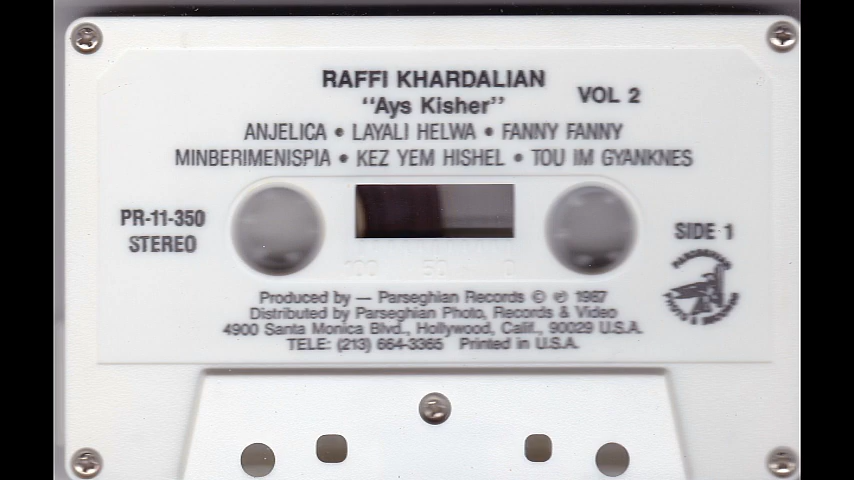 RAFFI KHARDALIAN
"Ays Kisher" VOL 2
ANJELICA • LAYALI HELWA • FANNY FANNY
MINBERIMENISPIA • KEZ YEM HISHEL • TOU IM GYANKNES
PR-11-350
STEREO
SIDE 1
100 50 0
Produced by — Parseghian Records © ℗ 1987
Distributed by Parseghian Photo, Records & Video
4900 Santa Monica Blvd., Hollywood, Calif., 90029 U.S.A.
TELE: (213) 664-3365 Printed in U.S.A.